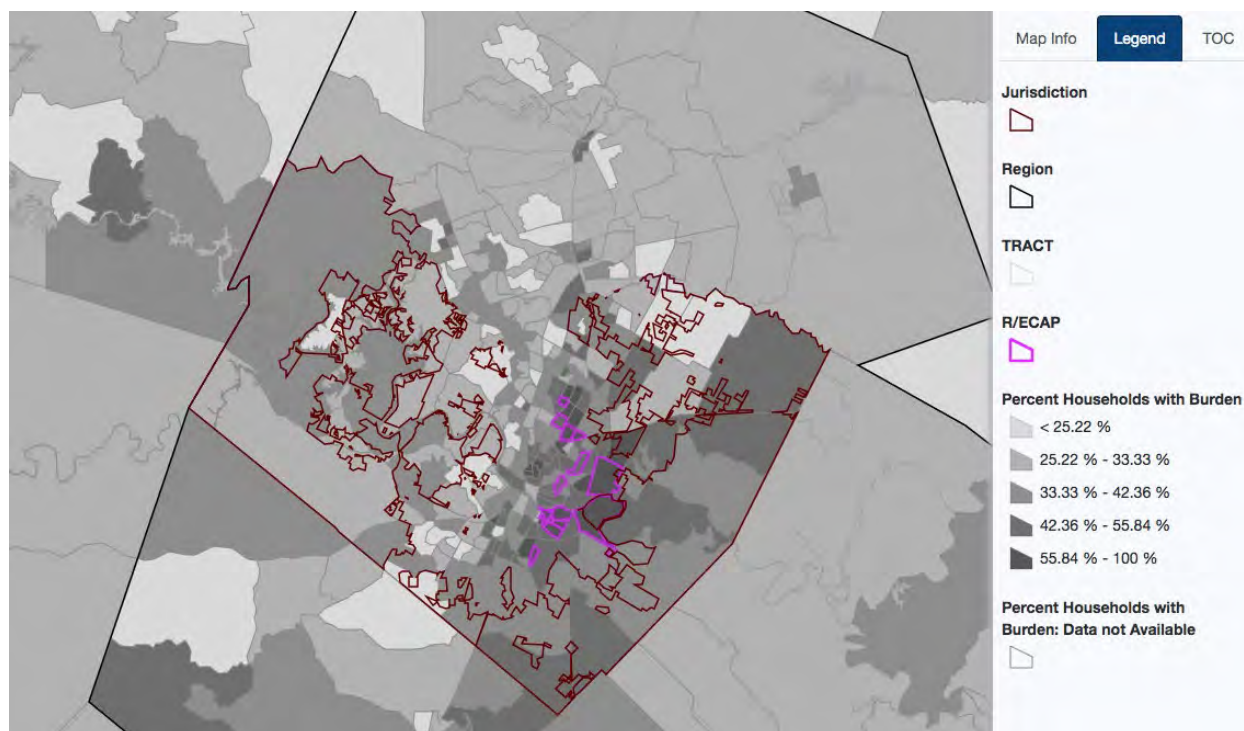 Map Info Legend TOC
Jurisdiction
Region
TRACT
R/ECAP
Percent Households with Burden
< 25.22 %
25.22 % - 33.33 %
33.33 % - 42.36 %
42.36 % - 55.84 %
55.84 % - 100 %
Percent Households with
Burden: Data not Available